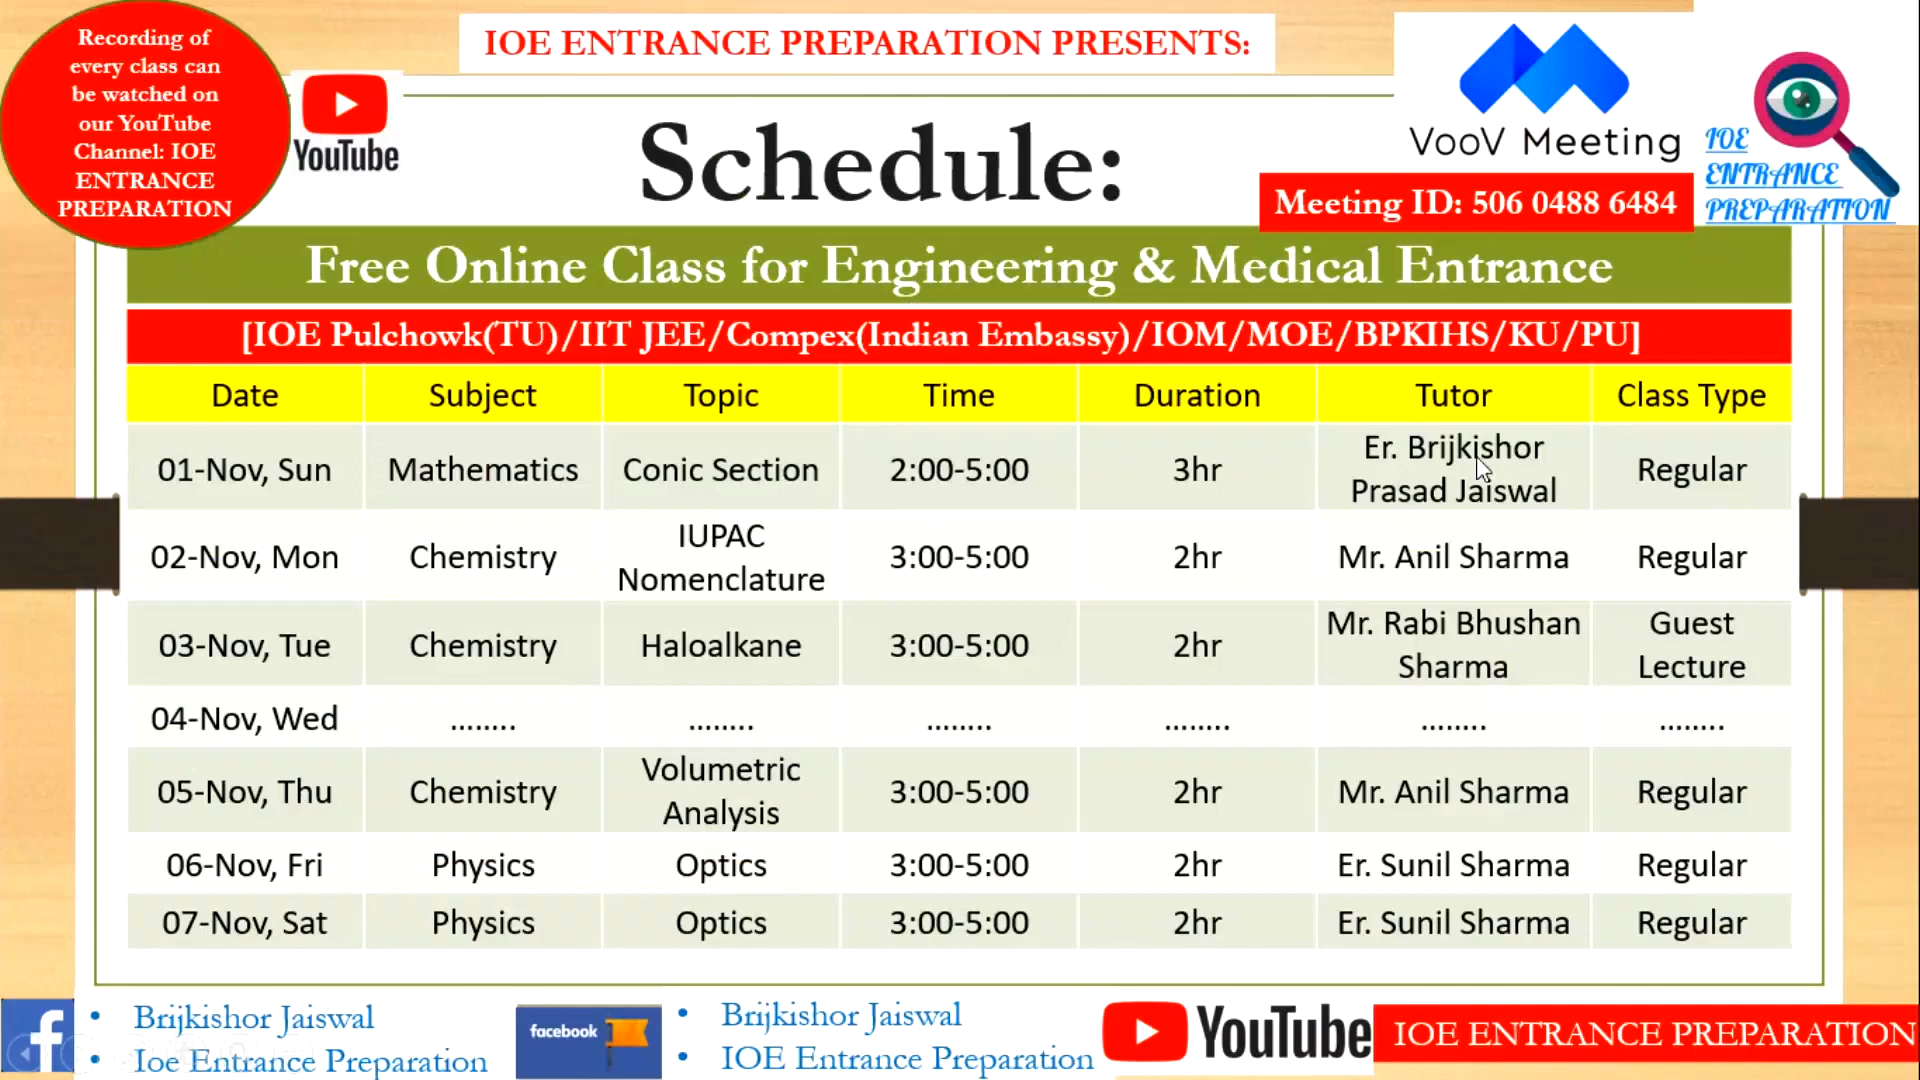 Recording of
every class can
be watched on
our YouTube
Channel: IOE
ENTRANCE
PREPARATION
YouTube
IOE ENTRANCE PREPARATION PRESENTS:
Schedule:
VooV Meeting
Meeting ID: 506 0488 6484
IOE
ENTRANCE
PREPARATION
Free Online Class for Engineering & Medical Entrance
[IOE Pulchowk(TU)/IIT JEE/Compex(Indian Embassy)/IOM/MOE/BPKIHS/KU/PU]
Date Subject Topic Time Duration Tutor Class Type
01-Nov, Sun Mathematics Conic Section 2:00-5:00 3hr Er. Brijkishor Prasad Jaiswal Regular
02-Nov, Mon Chemistry IUPAC Nomenclature 3:00-5:00 2hr Mr. Anil Sharma Regular
03-Nov, Tue Chemistry Haloalkane 3:00-5:00 2hr Mr. Rabi Bhushan Sharma Guest Lecture
04-Nov, Wed ........ ........ ........ ........ ........ ........
05-Nov, Thu Chemistry Volumetric Analysis 3:00-5:00 2hr Mr. Anil Sharma Regular
06-Nov, Fri Physics Optics 3:00-5:00 2hr Er. Sunil Sharma Regular
07-Nov, Sat Physics Optics 3:00-5:00 2hr Er. Sunil Sharma Regular
f
• Brijkishor Jaiswal
• Ioe Entrance Preparation
facebook
• Brijkishor Jaiswal
• IOE Entrance Preparation
YouTube
IOE ENTRANCE PREPARATION